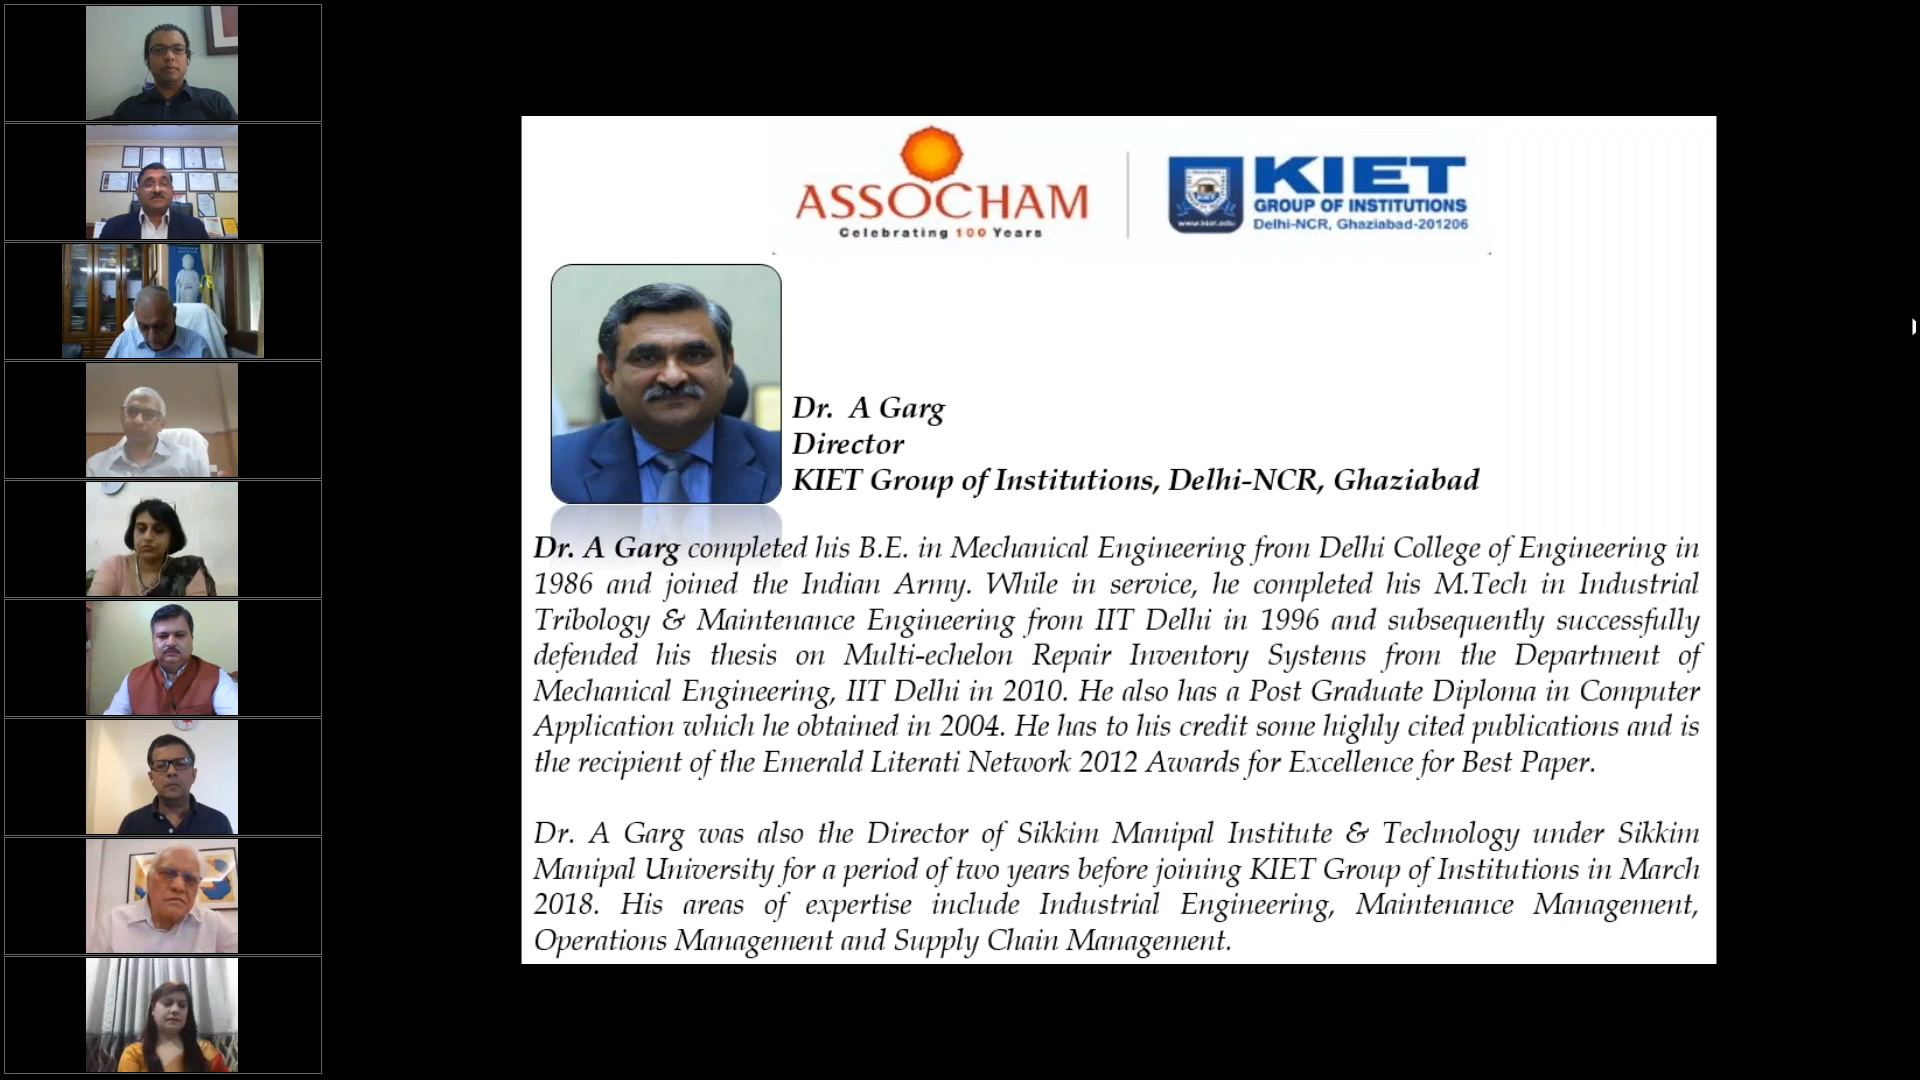 ASSOCHAM
Celebrating 100 Years
KIET
GROUP OF INSTITUTIONS
Delhi-NCR, Ghaziabad-201206
KIET
www.kiet.edu
Dr. A Garg
Director
KIET Group of Institutions, Delhi-NCR, Ghaziabad
Dr. A Garg completed his B.E. in Mechanical Engineering from Delhi College of Engineering in
1986 and joined the Indian Army. While in service, he completed his M.Tech in Industrial
Tribology & Maintenance Engineering from IIT Delhi in 1996 and subsequently successfully
defended his thesis on Multi-echelon Repair Inventory Systems from the Department of
Mechanical Engineering, IIT Delhi in 2010. He also has a Post Graduate Diploma in Computer
Application which he obtained in 2004. He has to his credit some highly cited publications and is
the recipient of the Emerald Literati Network 2012 Awards for Excellence for Best Paper.
Dr. A Garg was also the Director of Sikkim Manipal Institute & Technology under Sikkim
Manipal University for a period of two years before joining KIET Group of Institutions in March
2018. His areas of expertise include Industrial Engineering, Maintenance Management,
Operations Management and Supply Chain Management.